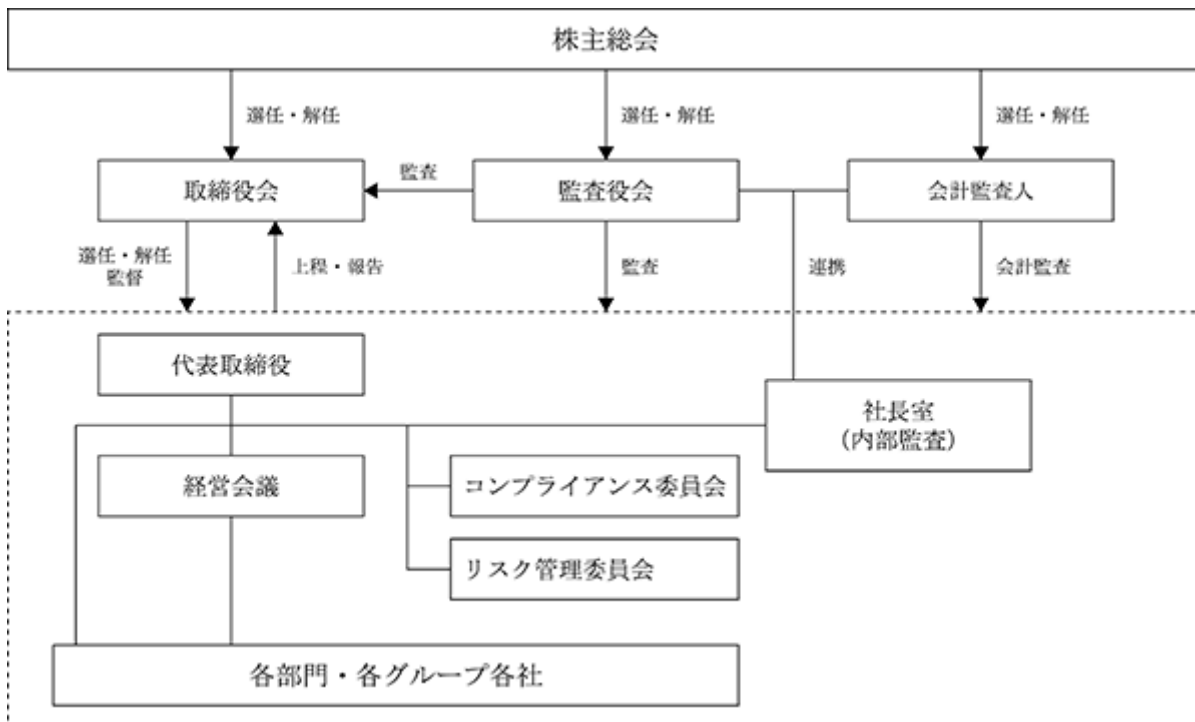 株主総会
選任・解任
選任・解任
選任・解任
取締役会
監査
監査役会
会計監査人
選任・解任
監督
上程・報告
監査
連携
会計監査
代表取締役
社長室
（内部監査）
経営会議
コンプライアンス委員会
リスク管理委員会
各部門・各グループ各社